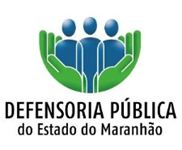 DEFENSORIA PÚBLICA
do Estado do Maranhão